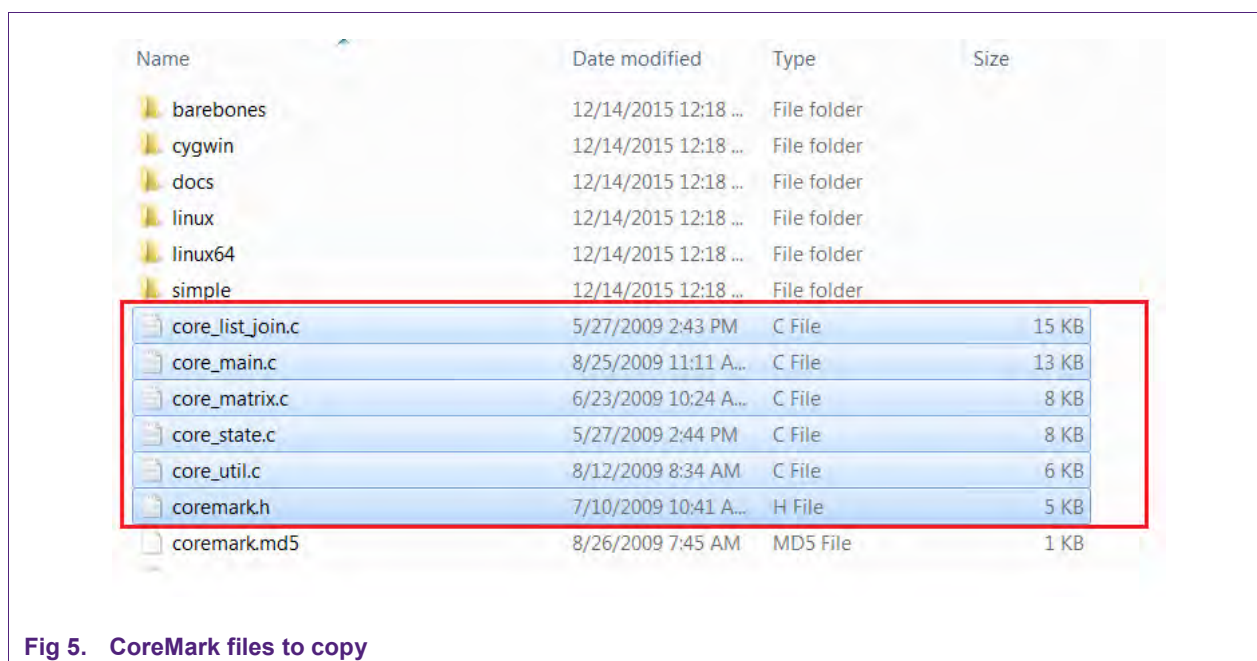 Name Date modified Type Size
barebones 12/14/2015 12:18 ... File folder
cygwin 12/14/2015 12:18 ... File folder
docs 12/14/2015 12:18 ... File folder
linux 12/14/2015 12:18 ... File folder
linux64 12/14/2015 12:18 ... File folder
simple 12/14/2015 12:18 ... File folder
core_list_join.c 5/27/2009 2:43 PM C File 15 KB
core_main.c 8/25/2009 11:11 A... C File 13 KB
core_matrix.c 6/23/2009 10:24 A... C File 8 KB
core_state.c 5/27/2009 2:44 PM C File 8 KB
core_util.c 8/12/2009 8:34 AM C File 6 KB
coremark.h 7/10/2009 10:41 A... H File 5 KB
coremark.md5 8/26/2009 7:45 AM MD5 File 1 KB
Fig 5. CoreMark files to copy